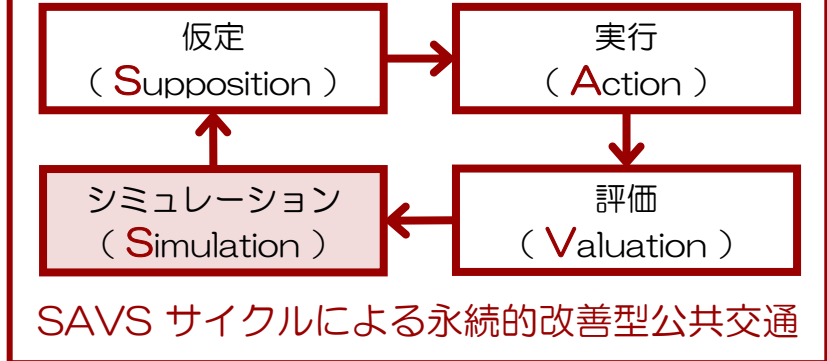 仮定
（ Supposition ）
実行
（ Action ）
シミュレーション
（ Simulation ）
評価
（ Valuation ）
SAVS サイクルによる永続的改善型公共交通